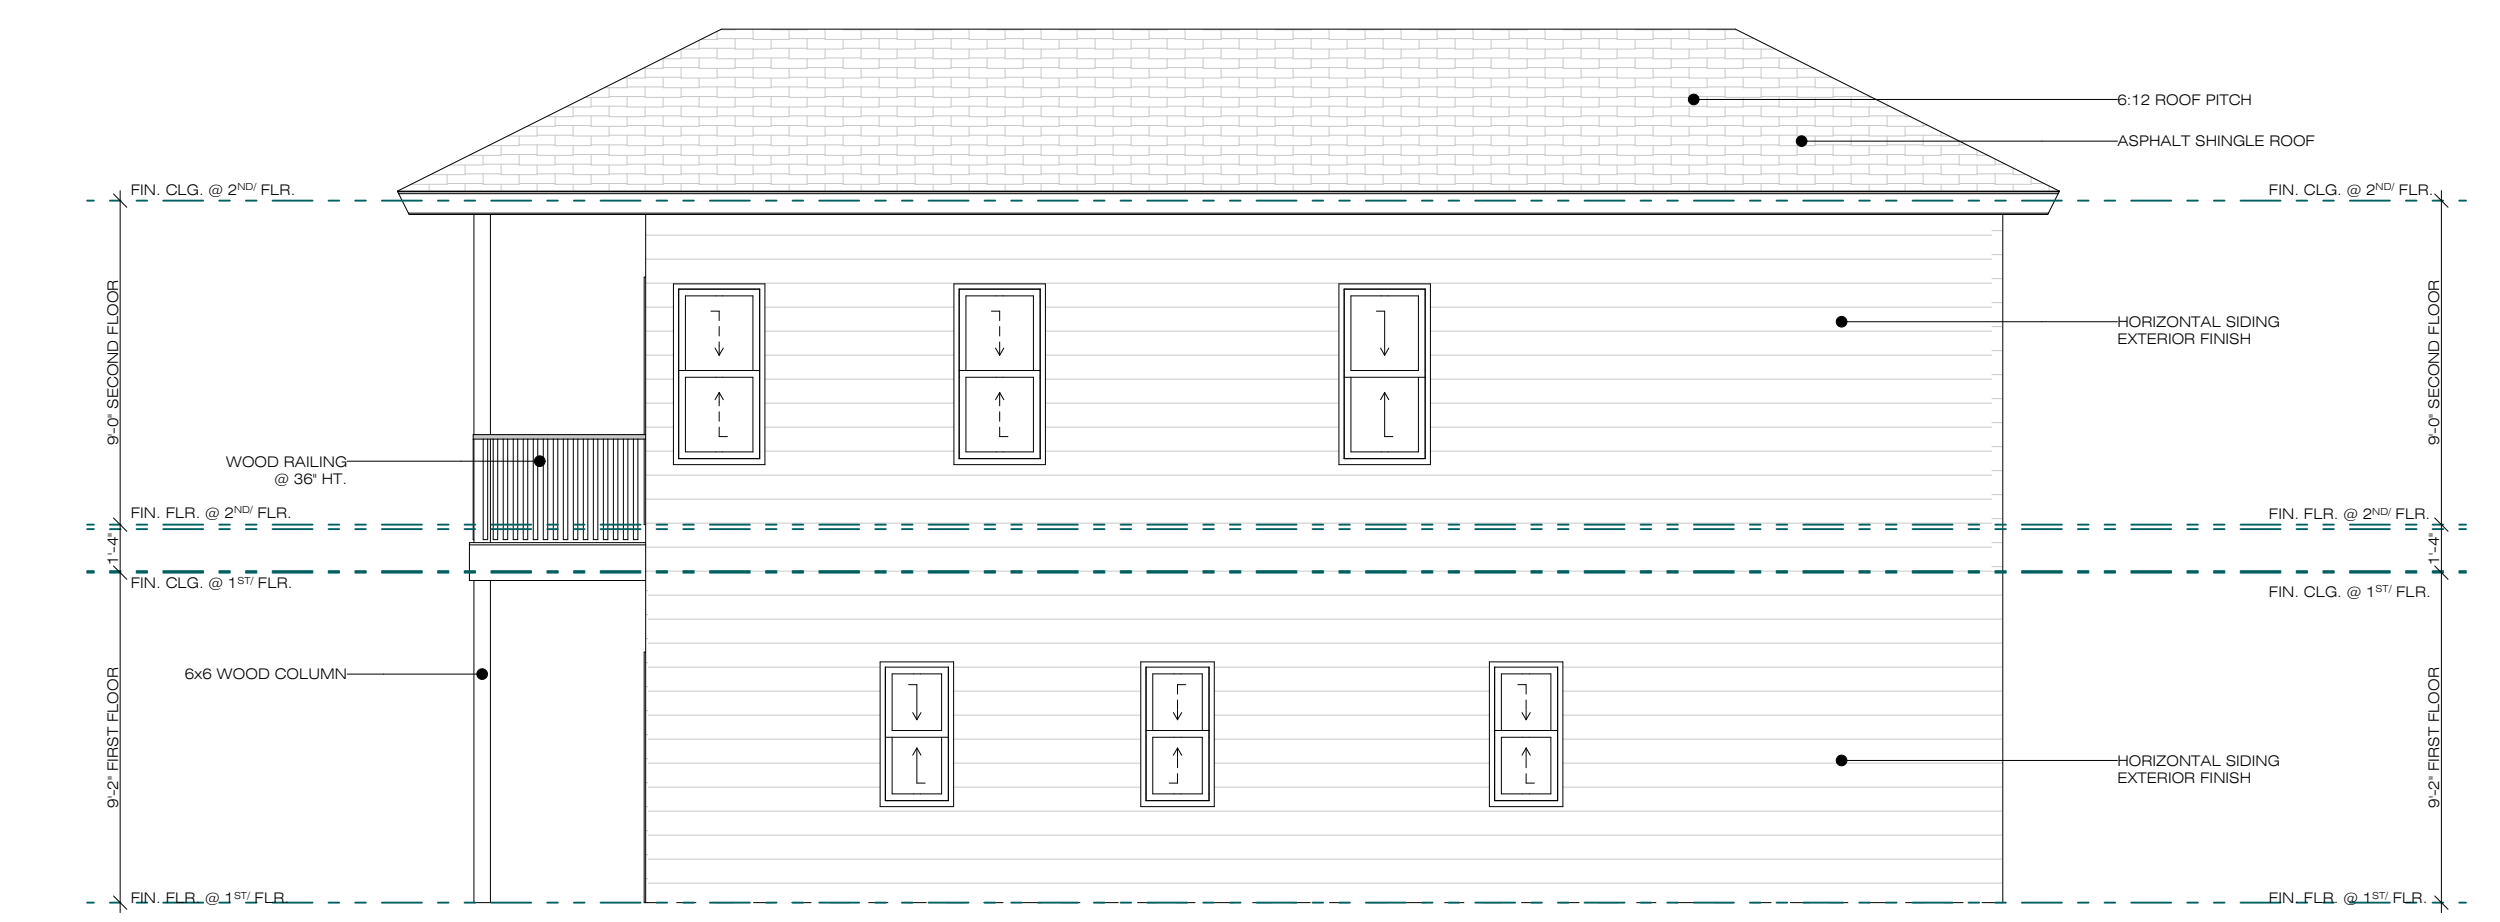 6:12 ROOF PITCH
ASPHALT SHINGLE ROOF
FIN. CLG. @ 2ND/ FLR.
FIN. CLG. @ 2ND/ FLR.
9'-0" SECOND FLOOR
HORIZONTAL SIDING
EXTERIOR FINISH
9'-0" SECOND FLOOR
WOOD RAILING
@ 36" HT.
FIN. FLR. @ 2ND/ FLR.
FIN. FLR. @ 2ND/ FLR.
1'-4"
1'-4"
FIN. CLG. @ 1ST/ FLR.
FIN. CLG. @ 1ST/ FLR.
6x6 WOOD COLUMN
9'-2" FIRST FLOOR
HORIZONTAL SIDING
EXTERIOR FINISH
9'-2" FIRST FLOOR
FIN. FLR. @ 1ST/ FLR.
FIN. FLR. @ 1ST/ FLR.